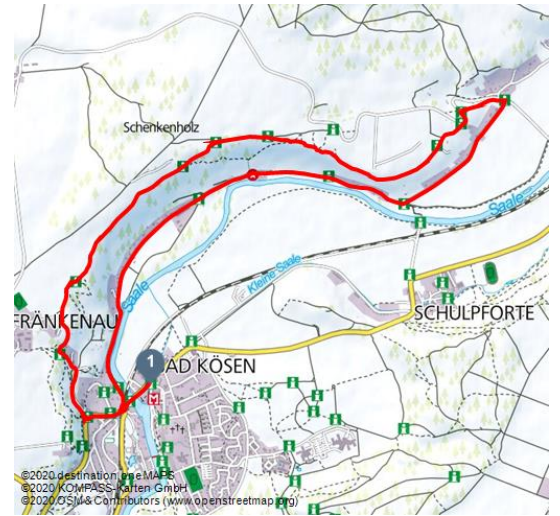 Schenkenholz
Saale
Kleine Saale
Saale
FRÄNKENAU
SCHULPFORTE
1
AD KÖSEN
M
©2020 destination.one MAPS
©2020 KOMPASS-Karten GmbH
©2020 OSM & Contributors (www.openstreetmap.org)